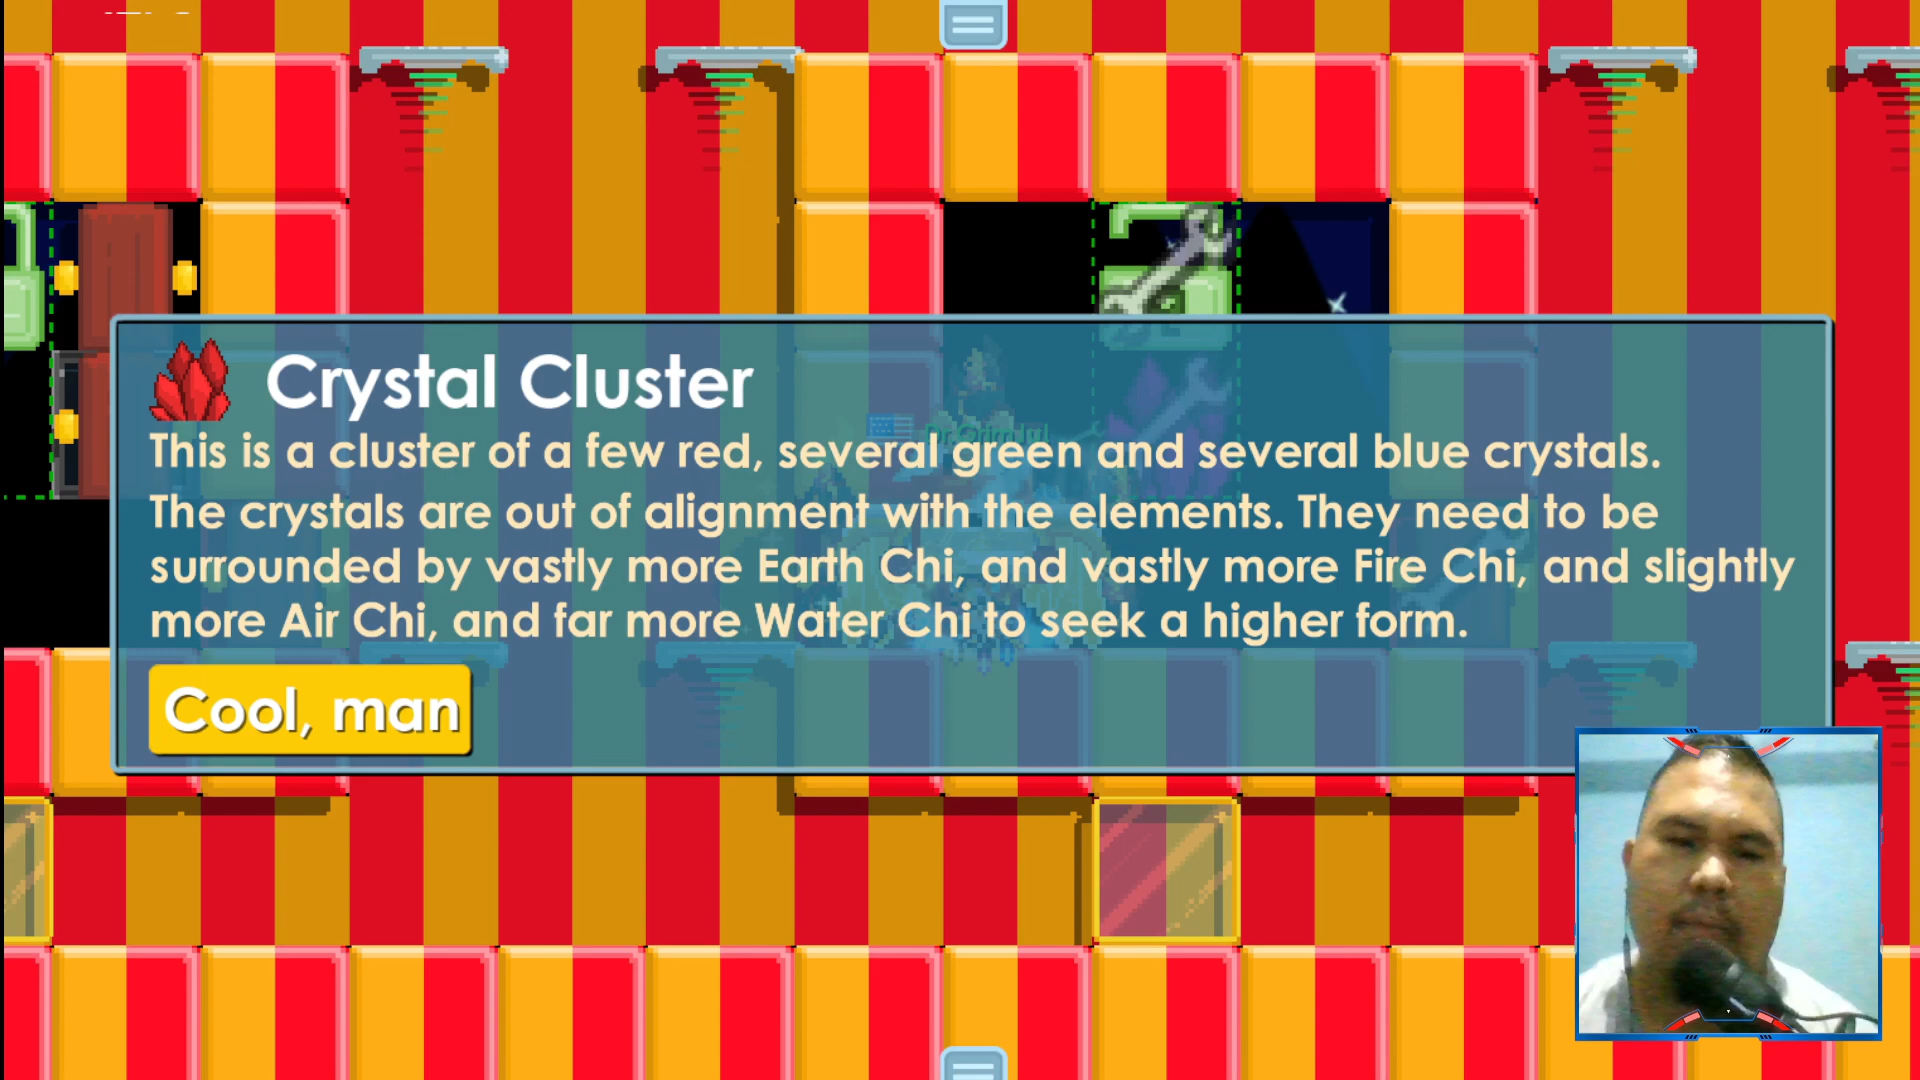 Crystal Cluster
This is a cluster of a few red, several green and several blue crystals.
The crystals are out of alignment with the elements. They need to be
surrounded by vastly more Earth Chi, and vastly more Fire Chi, and slightly
more Air Chi, and far more Water Chi to seek a higher form.
Cool, man